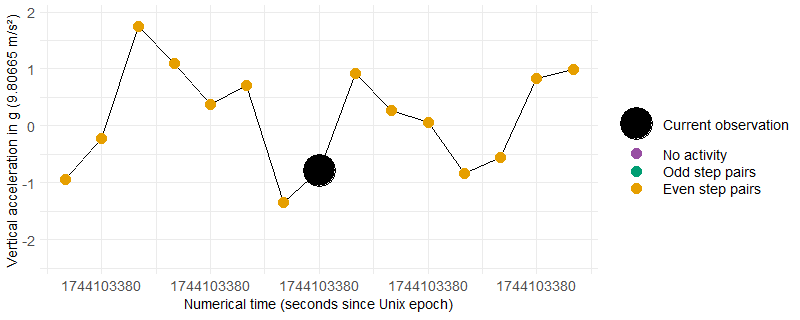 Vertical acceleration in g (9.80665 m/s²)
2
1
0
-1
-2
1744103380 1744103380 1744103380 1744103380 1744103380
Numerical time (seconds since Unix epoch)
Current observation
No activity
Odd step pairs
Even step pairs